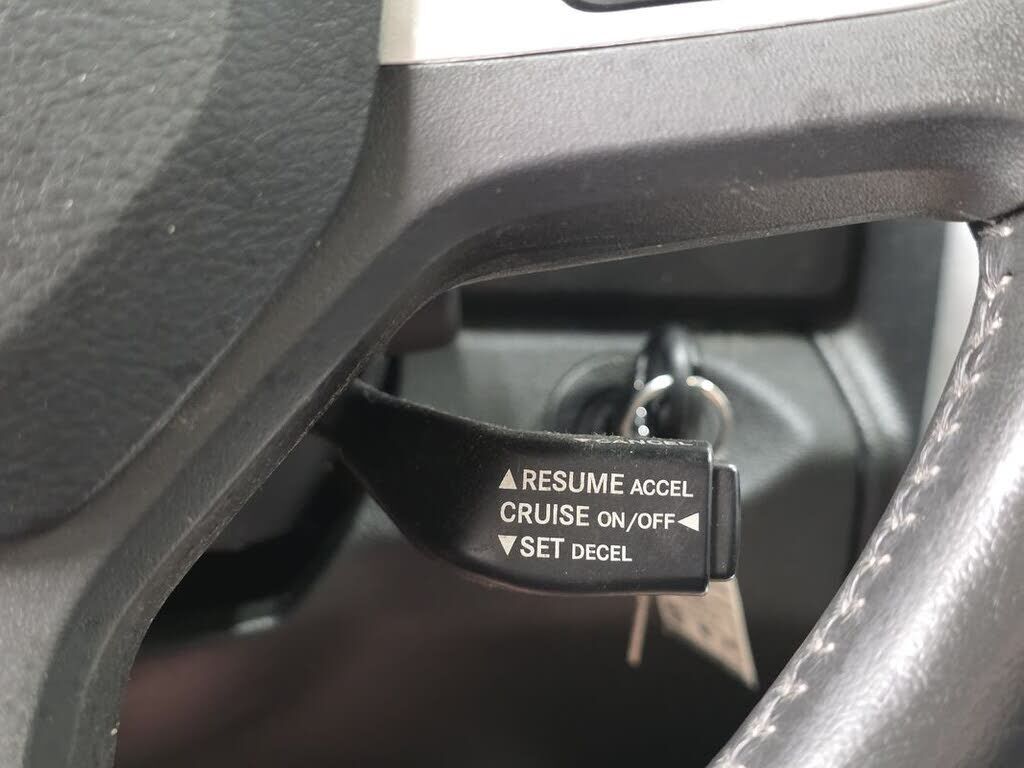 ▲RESUME ACCEL
CRUISE ON/OFF◀
▼SET DECEL